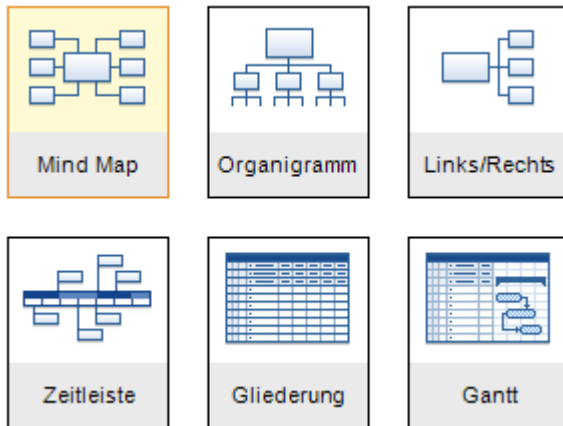 Mind Map
Organigramm
Links/Rechts
Zeitleiste
Gliederung
Gantt